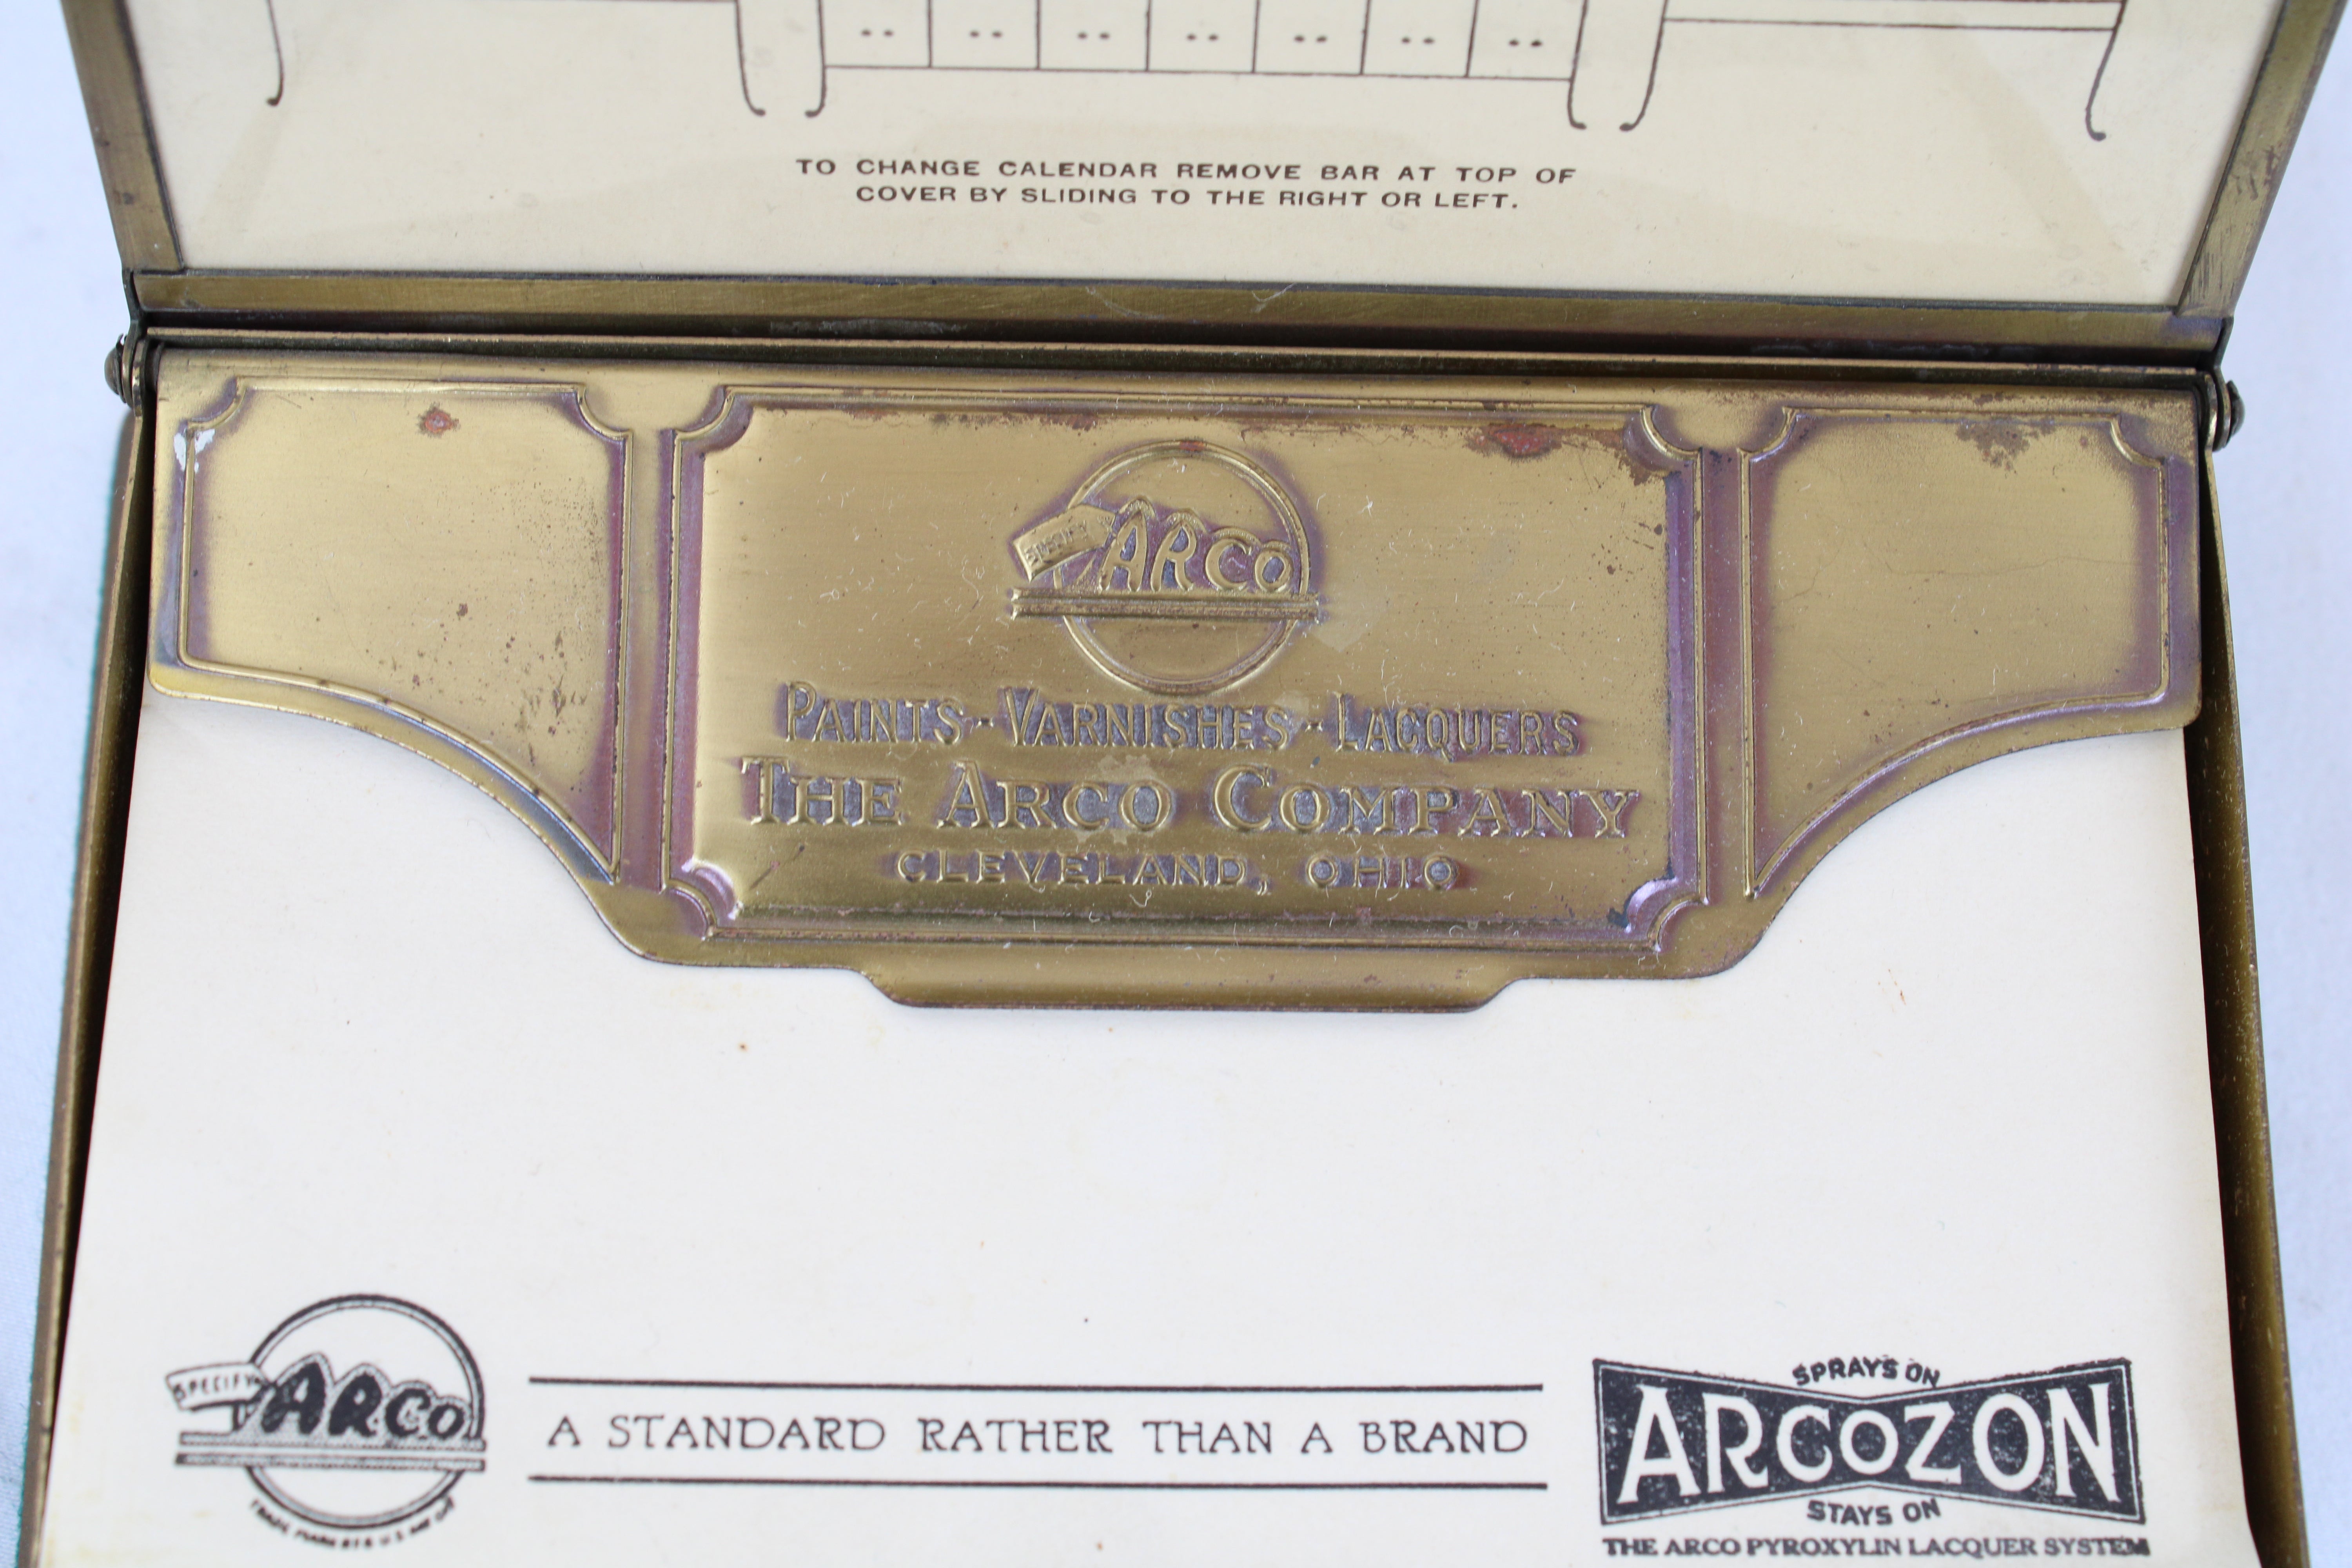 TO CHANGE CALENDAR REMOVE BAR AT TOP OF
COVER BY SLIDING TO THE RIGHT OR LEFT.
SPECIFY ARCO
PAINTS - VARNISHES - LACQUERS
THE ARCO COMPANY
CLEVELAND, OHIO
SPECIFY ARCO
TRADE MARK
A STANDARD RATHER THAN A BRAND
SPRAYS ON
ARCOZON
STAYS ON
THE ARCO PYROXYLIN LACQUER SYSTEM